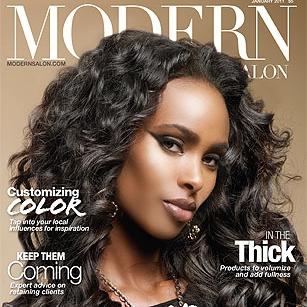 JANUARY 2011 $5
MODERN
MODERNSALON.COM
SALON
Customizing
COLOR
Tap into your local
influences for inspiration
KEEP THEM
Coming
Expert advice on
retaining clients
IN THE
Thick
Products to volumize
and add fullness